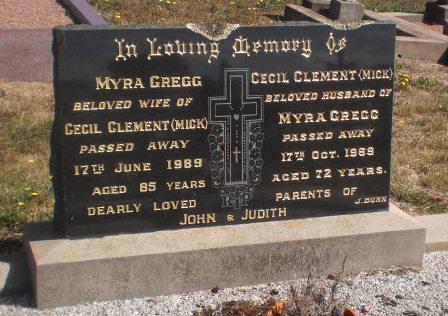 In Loving Memory Of
MYRA GREGG
BELOVED WIFE OF
CECIL CLEMENT (MICK)
PASSED AWAY
17TH JUNE 1989
AGED 85 YEARS
DEARLY LOVED
CECIL CLEMENT (MICK)
BELOVED HUSBAND OF
MYRA GREGG
PASSED AWAY
17TH OCT. 1969
AGED 72 YEARS.
PARENTS OF
JOHN & JUDITH
R.I.P
J. DUNN